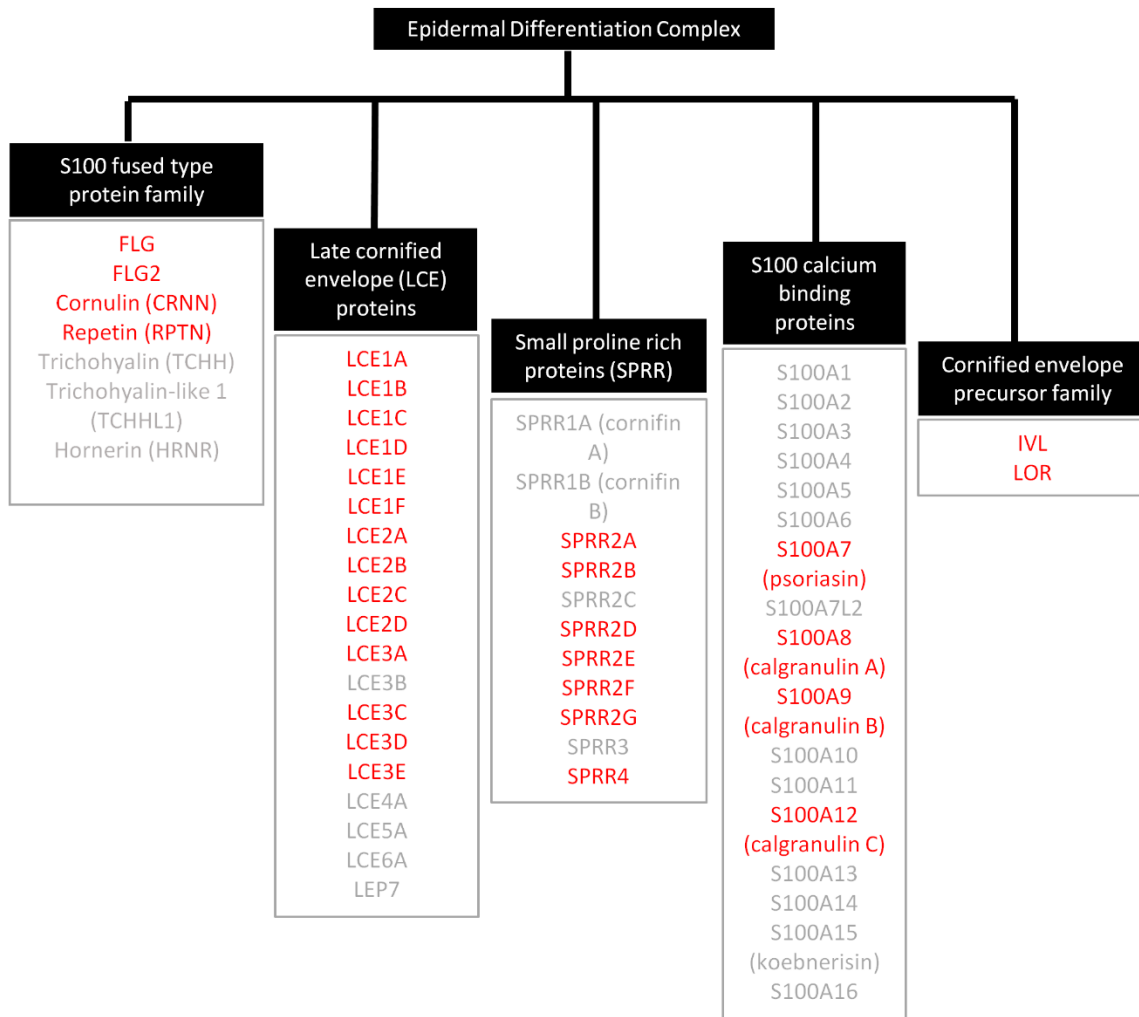 Epidermal Differentiation Complex
S100 fused type
protein family
FLG
FLG2
Cornulin (CRNN)
Repetin (RPTN)
Trichohyalin (TCHH)
Trichohyalin-like 1
(TCHHL1)
Hornerin (HRNR)
Late cornified
envelope (LCE)
proteins
LCE1A
LCE1B
LCE1C
LCE1D
LCE1E
LCE1F
LCE2A
LCE2B
LCE2C
LCE2D
LCE3A
LCE3B
LCE3C
LCE3D
LCE3E
LCE4A
LCE5A
LCE6A
LEP7
Small proline rich
proteins (SPRR)
SPRR1A (cornifin
A)
SPRR1B (cornifin
B)
SPRR2A
SPRR2B
SPRR2C
SPRR2D
SPRR2E
SPRR2F
SPRR2G
SPRR3
SPRR4
S100 calcium
binding
proteins
S100A1
S100A2
S100A3
S100A4
S100A5
S100A6
S100A7
(psoriasin)
S100A7L2
S100A8
(calgranulin A)
S100A9
(calgranulin B)
S100A10
S100A11
S100A12
(calgranulin C)
S100A13
S100A14
S100A15
(koebnerisin)
S100A16
Cornified envelope
precursor family
IVL
LOR